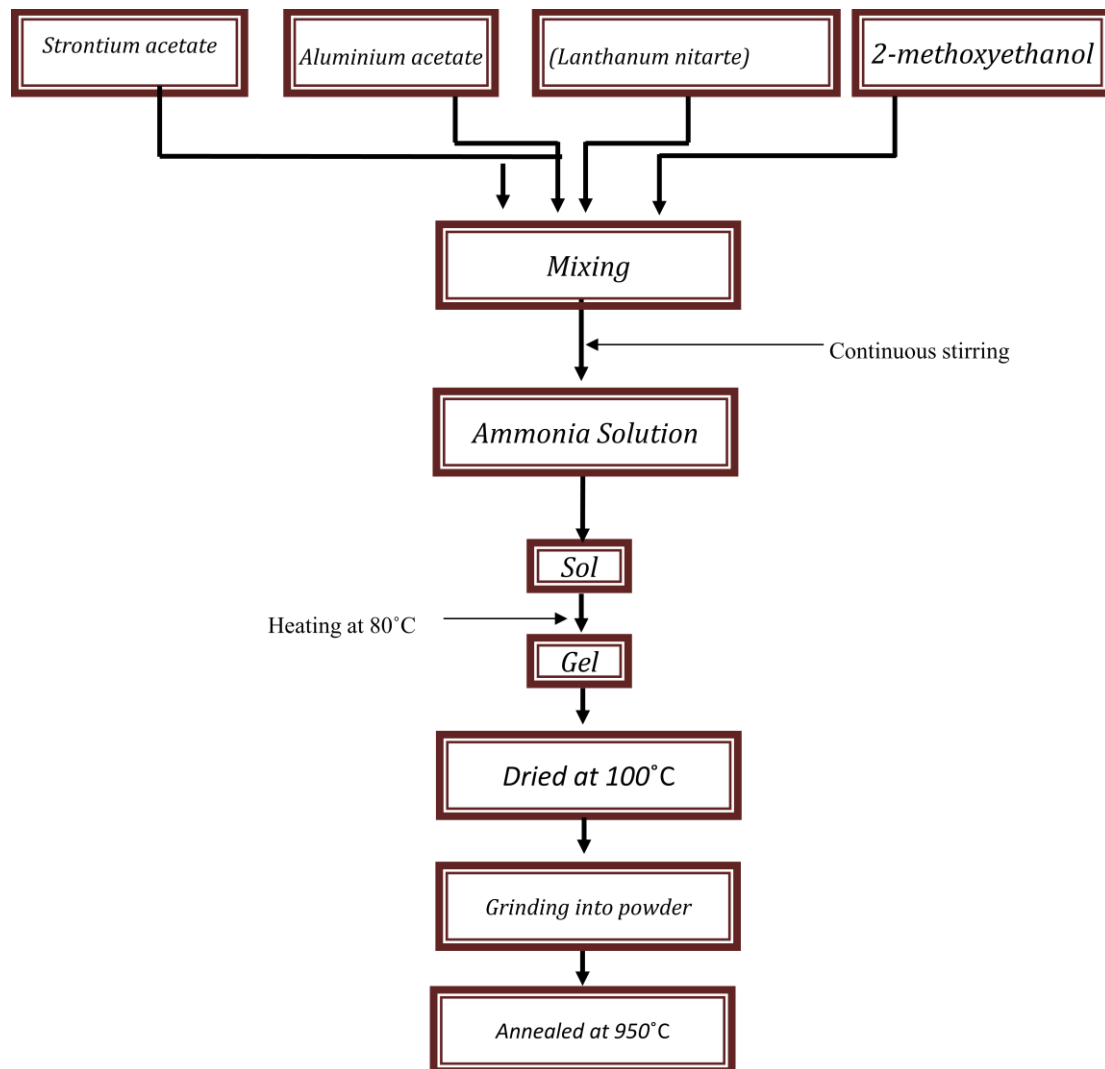 Strontium acetate
Aluminium acetate
(Lanthanum nitarte)
2-methoxyethanol
Mixing
Continuous stirring
Ammonia Solution
Sol
Heating at 80˚C
Gel
Dried at 100˚C
Grinding into powder
Annealed at 950˚C